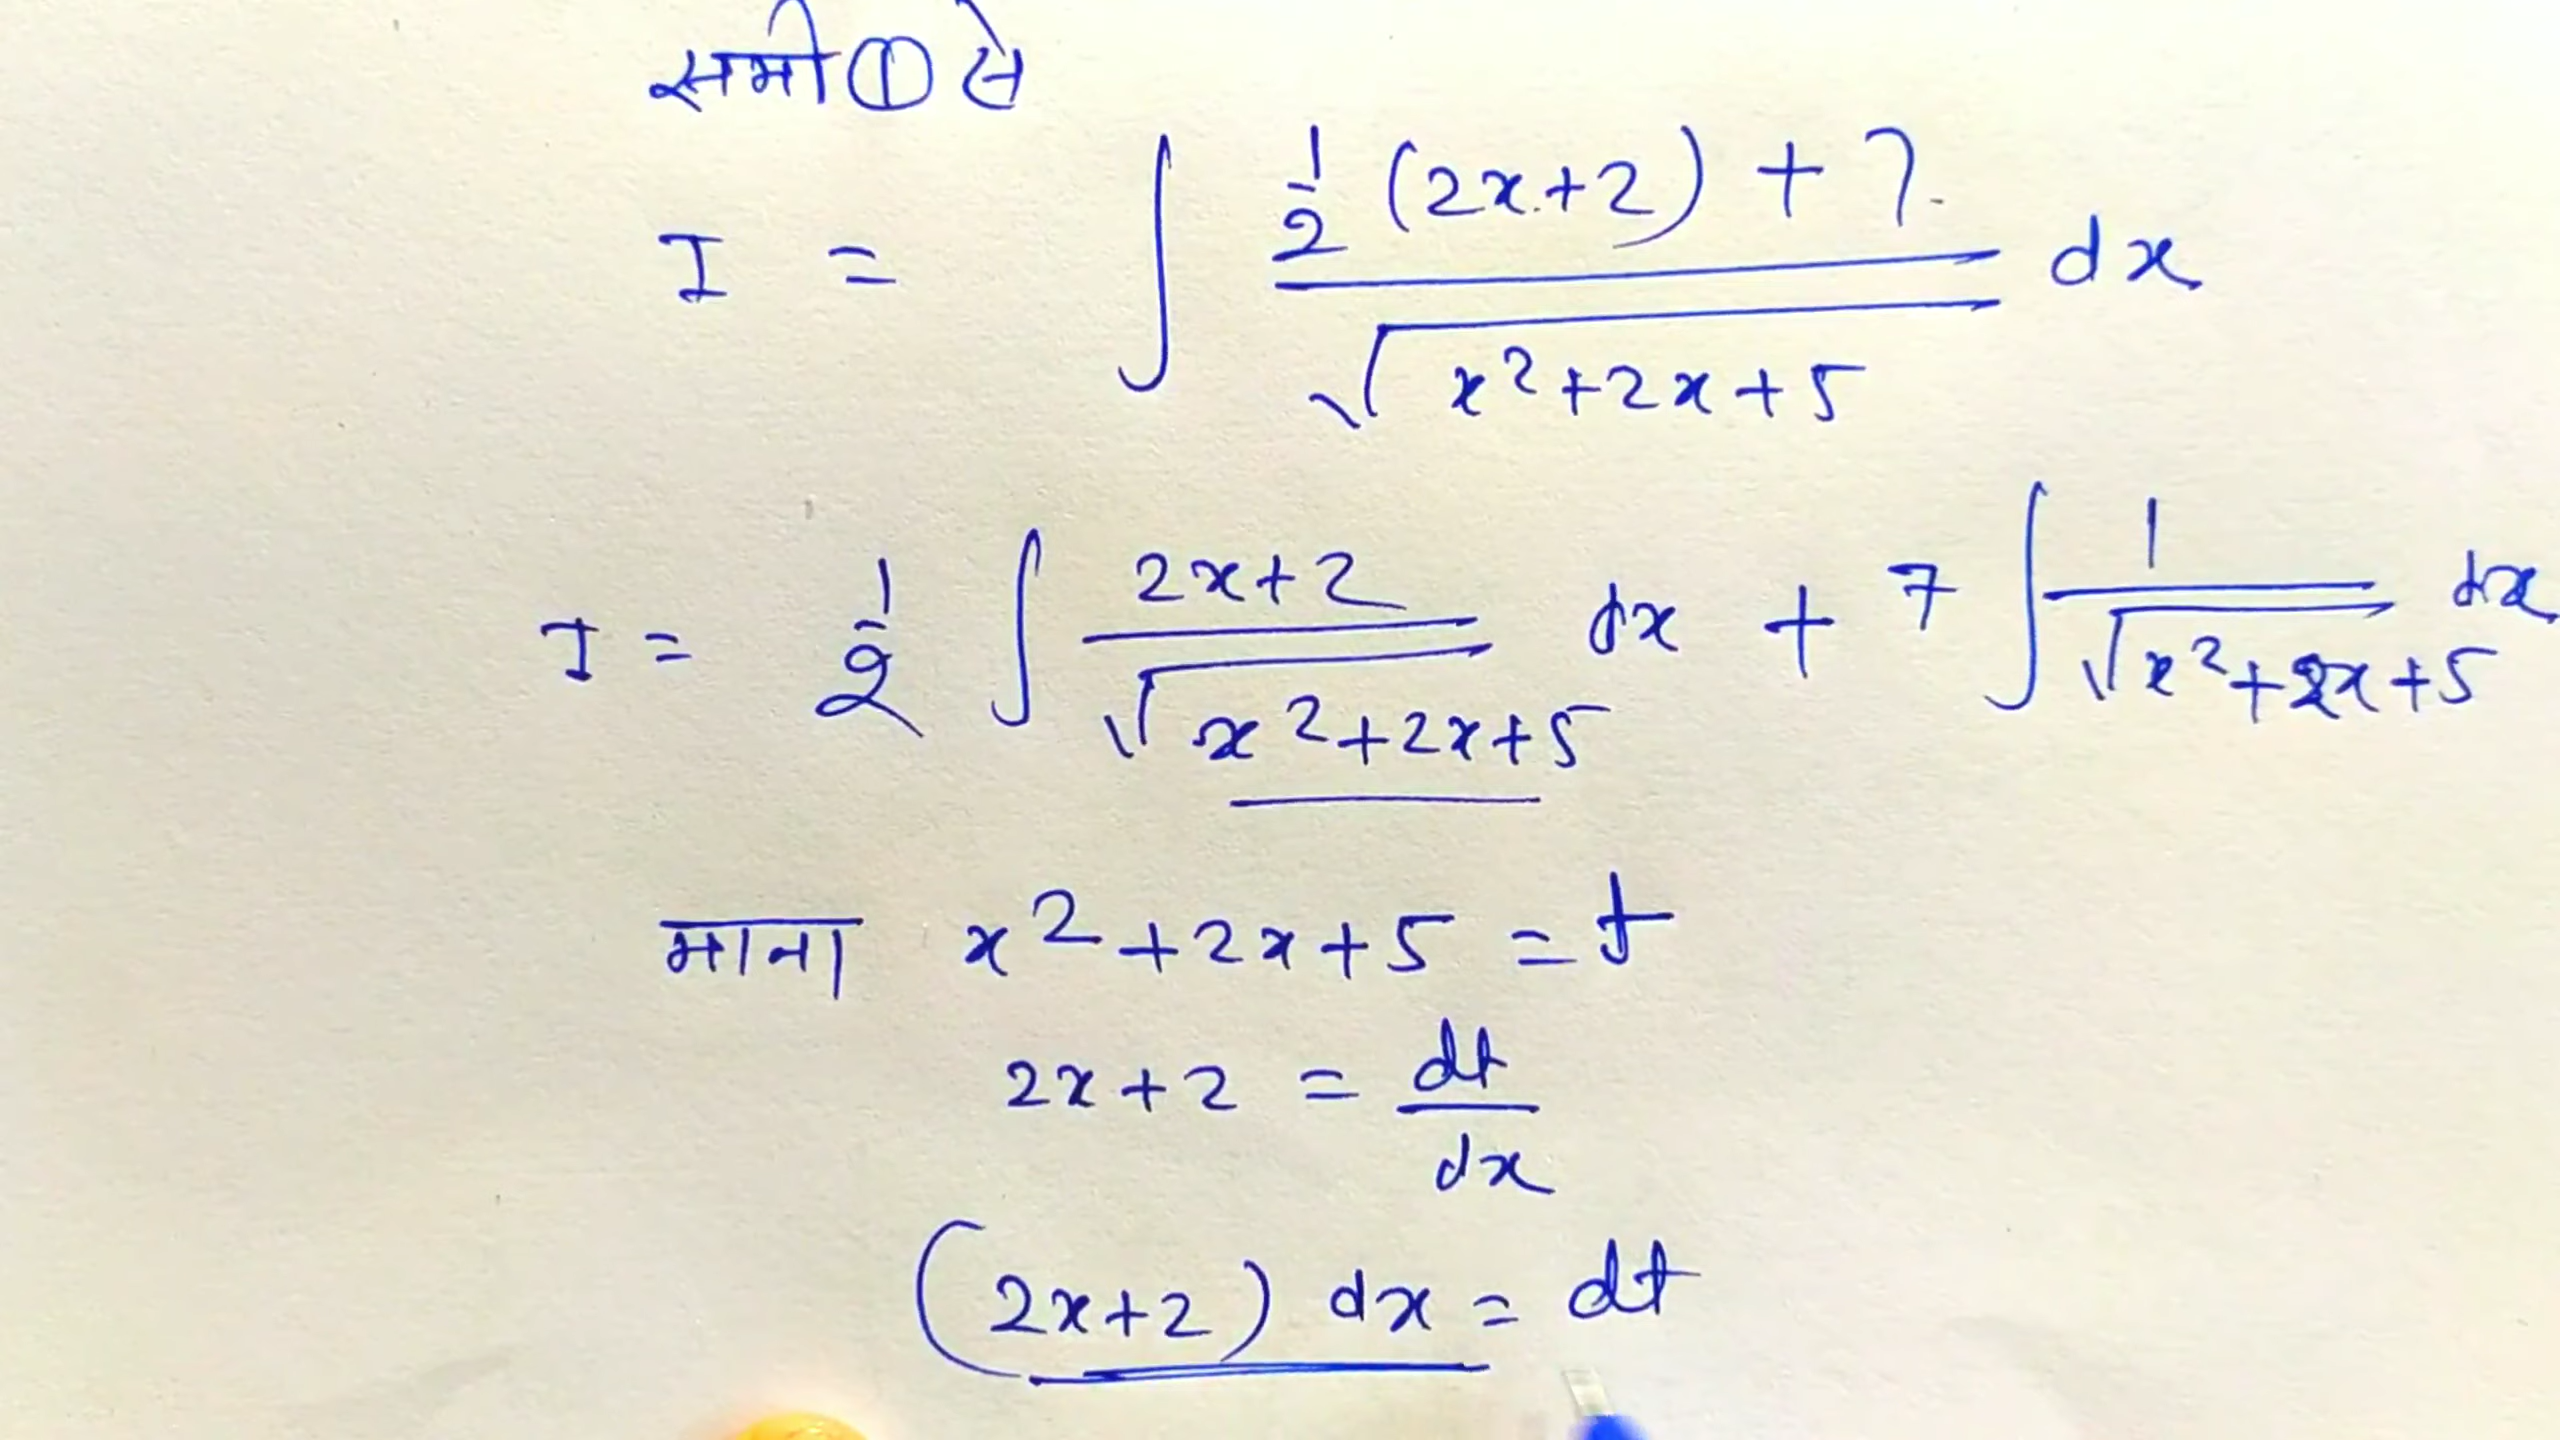 समी ① से
I = ∫ (½ (2x+2) + 7) / √(x²+2x+5) dx
I = ½ ∫ (2x+2) / √(x²+2x+5) dx + 7 ∫ 1 / √(x²+2x+5) dx
माना x²+2x+5 = t
2x+2 = dt/dx
(2x+2) dx = dt